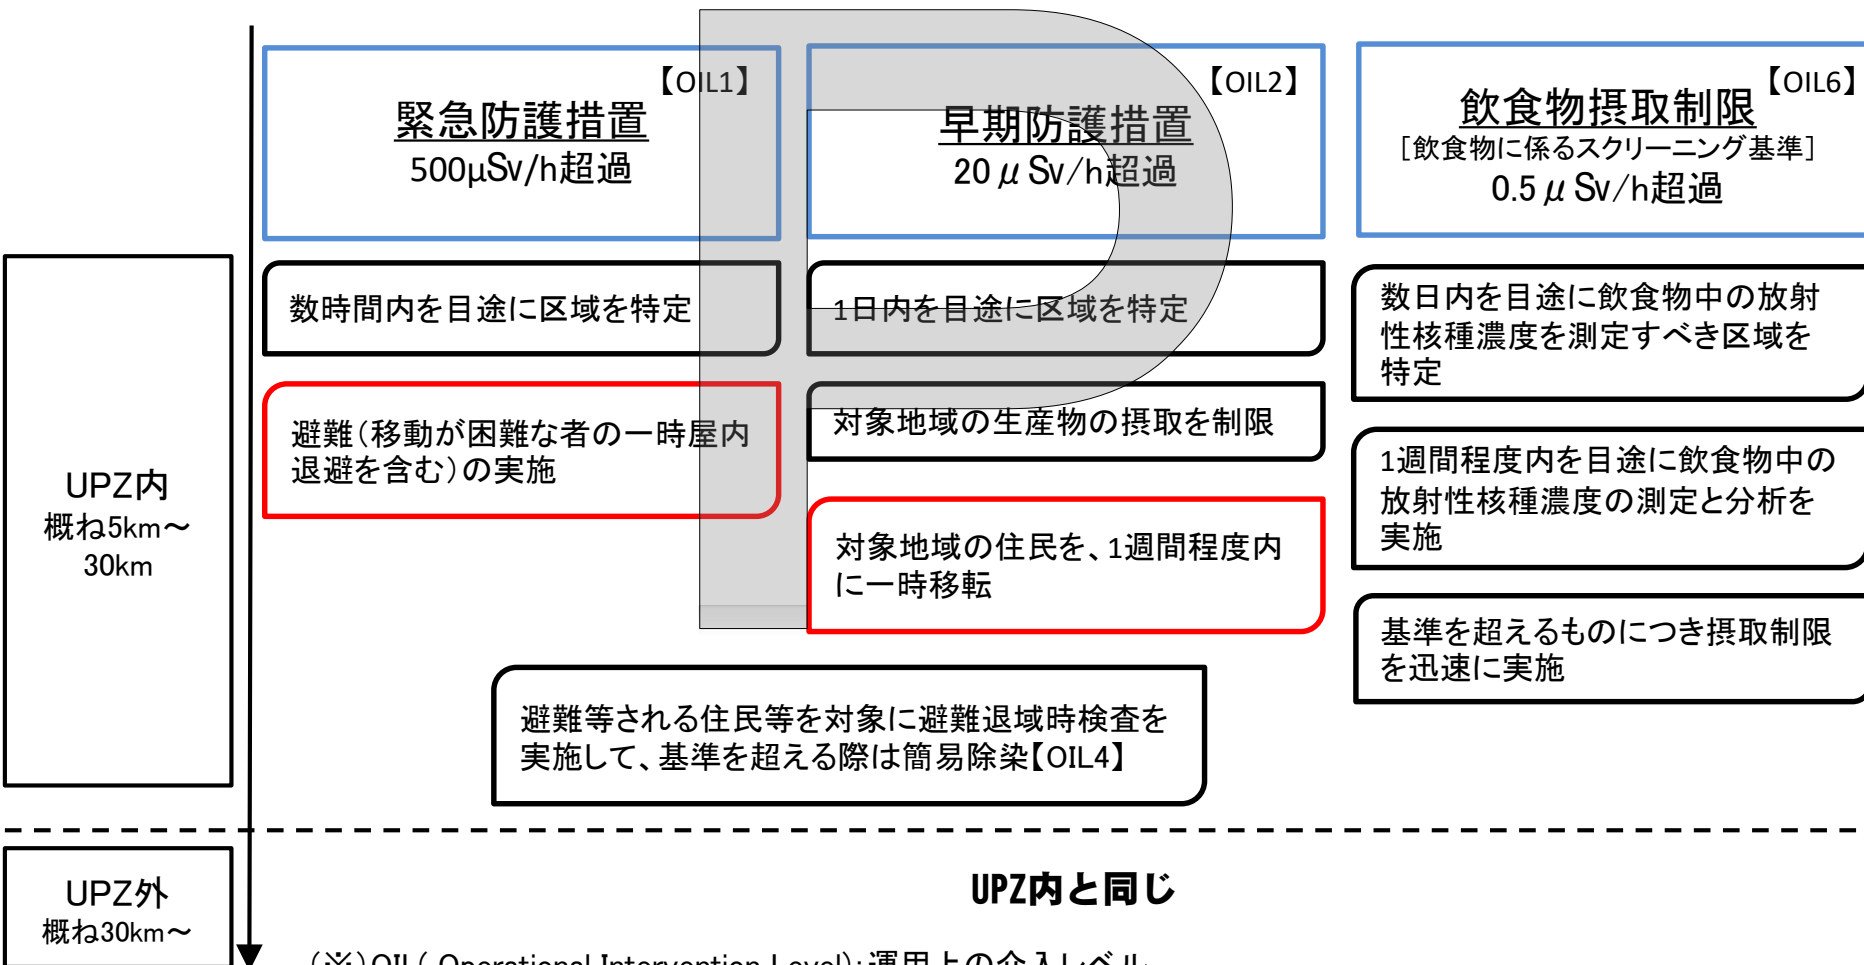 【OIL1】
緊急防護措置
500μSv/h超過
【OIL2】
早期防護措置
20μSv/h超過
【OIL6】
飲食物摂取制限
［飲食物に係るスクリーニング基準］
0.5μSv/h超過
UPZ内
概ね5km～
30km
数時間内を目途に区域を特定
避難（移動が困難な者の一時屋内
退避を含む）の実施
1日内を目途に区域を特定
対象地域の生産物の摂取を制限
対象地域の住民を、1週間程度内
に一時移転
数日内を目途に飲食物中の放射
性核種濃度を測定すべき区域を
特定
1週間程度内を目途に飲食物中の
放射性核種濃度の測定と分析を
実施
基準を超えるものにつき摂取制限
を迅速に実施
避難等される住民等を対象に避難退域時検査を
実施して、基準を超える際は簡易除染【OIL4】
UPZ外
概ね30km～
UPZ内と同じ
（※）OIL（ Operational Intervention Level）：運用上の介入レベル